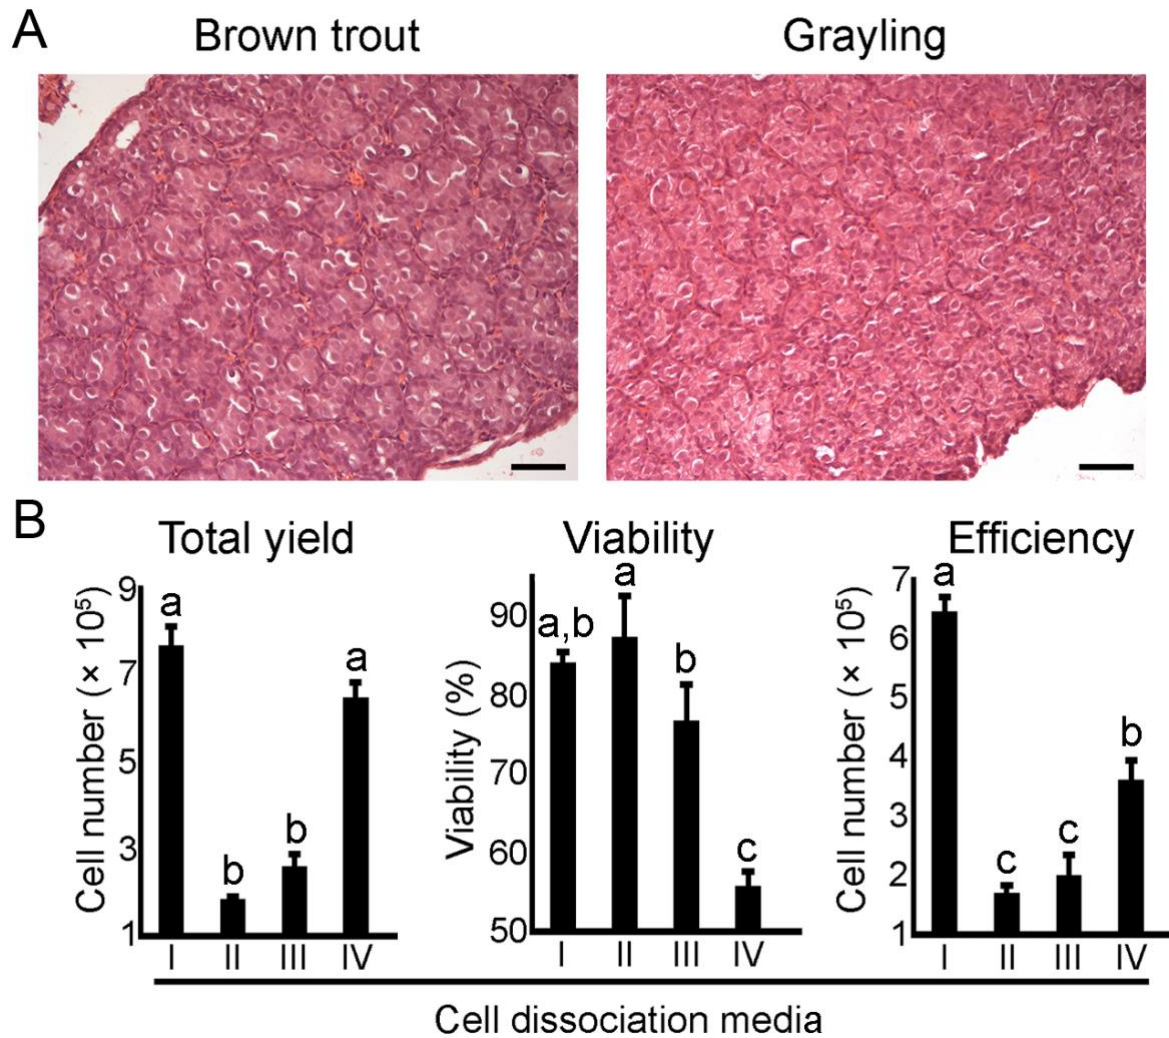 A
Brown trout
Grayling
B
Total yield
Viability
Efficiency
Cell number (× 10⁵)
9
7
5
3
1
a
b
b
a
I
II
III
IV
Viability (%)
90
80
70
60
50
a,b
a
b
c
I
II
III
IV
Cell number (× 10⁵)
7
6
5
4
3
2
1
a
c
c
b
I
II
III
IV
Cell dissociation media